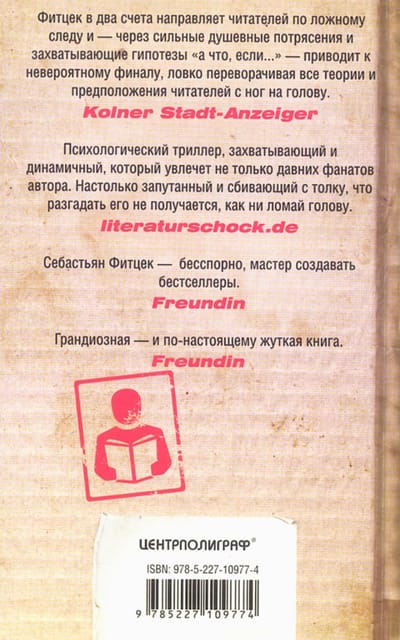 Фитцек в два счета направляет читателей по ложному
следу и — через сильные душевные потрясения и
захватывающие гипотезы «а что, если...» — приводит к
невероятному финалу, ловко переворачивая все теории и
предположения читателей с ног на голову.
Kolner Stadt-Anzeiger
Психологический триллер, захватывающий и
динамичный, который увлечет не только давних фанатов
автора. Настолько запутанный и сбивающий с толку, что
разгадать его не получается, как ни ломай голову.
literaturschock.de
Себастьян Фитцек — бесспорно, мастер создавать
бестселлеры.
Freundin
Грандиозная — и по-настоящему жуткая книга.
Freundin
ЦЕНТРПОЛИГРАФ®
ISBN: 978-5-227-10977-4
9 785227 109774